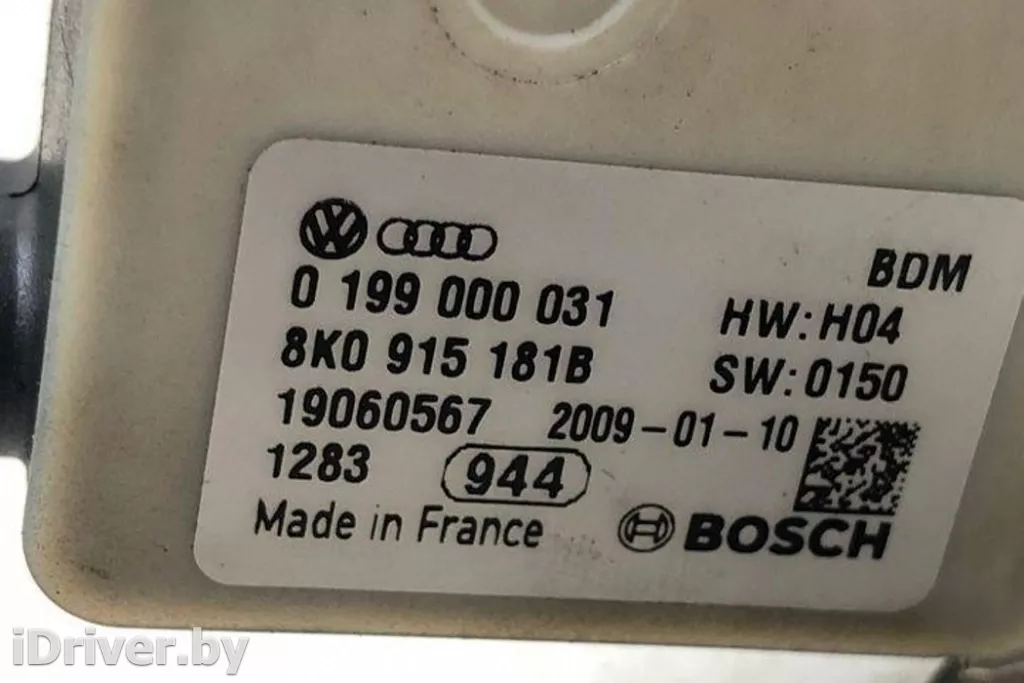 BDM
0 199 000 031 HW:H04
8K0 915 181B SW:0150
19060567 2009-01-10
1283 944
Made in France BOSCH
iDriver.by